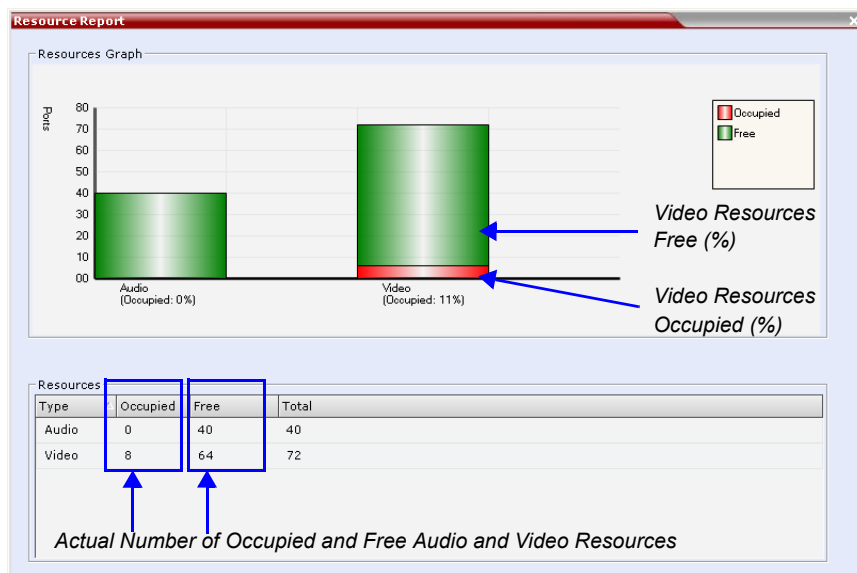 Resource Report
Resources Graph
Ports
80
70
60
50
40
30
20
10
00
Audio
(Occupied: 0%)
Video
(Occupied: 11%)
Occupied
Free
Video Resources
Free (%)
Video Resources
Occupied (%)
Resources
Type Occupied Free Total
Audio 0 40 40
Video 8 64 72
Actual Number of Occupied and Free Audio and Video Resources